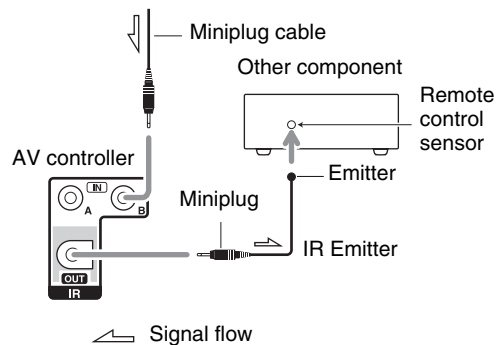 Miniplug cable
Other component
Remote
control
sensor
AV controller
IN
A
B
Miniplug
Emitter
IR Emitter
OUT
IR
Signal flow